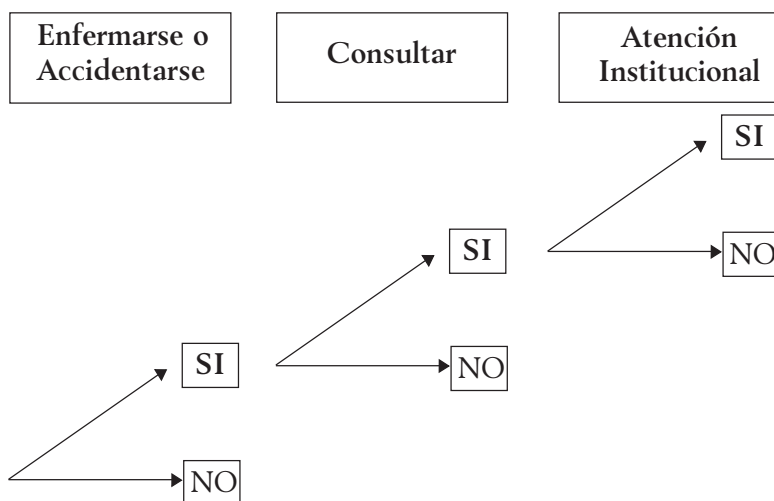 Enfermarse o
Accidentarse
Consultar
Atención
Institucional
SI
SI
NO
SI
NO
NO